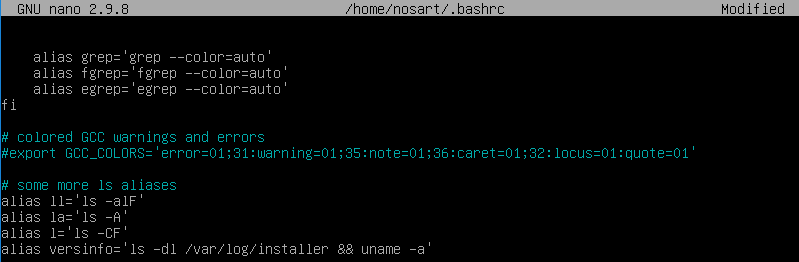 GNU nano 2.9.8 /home/nosart/.bashrc Modified
alias grep='grep --color=auto'
alias fgrep='fgrep --color=auto'
alias egrep='egrep --color=auto'
fi
# colored GCC warnings and errors
#export GCC_COLORS='error=01;31:warning=01;35:note=01;36:caret=01;32:locus=01:quote=01'
# some more ls aliases
alias ll='ls -alF'
alias la='ls -A'
alias l='ls -CF'
alias versinfo='ls -dl /var/log/installer && uname -a'